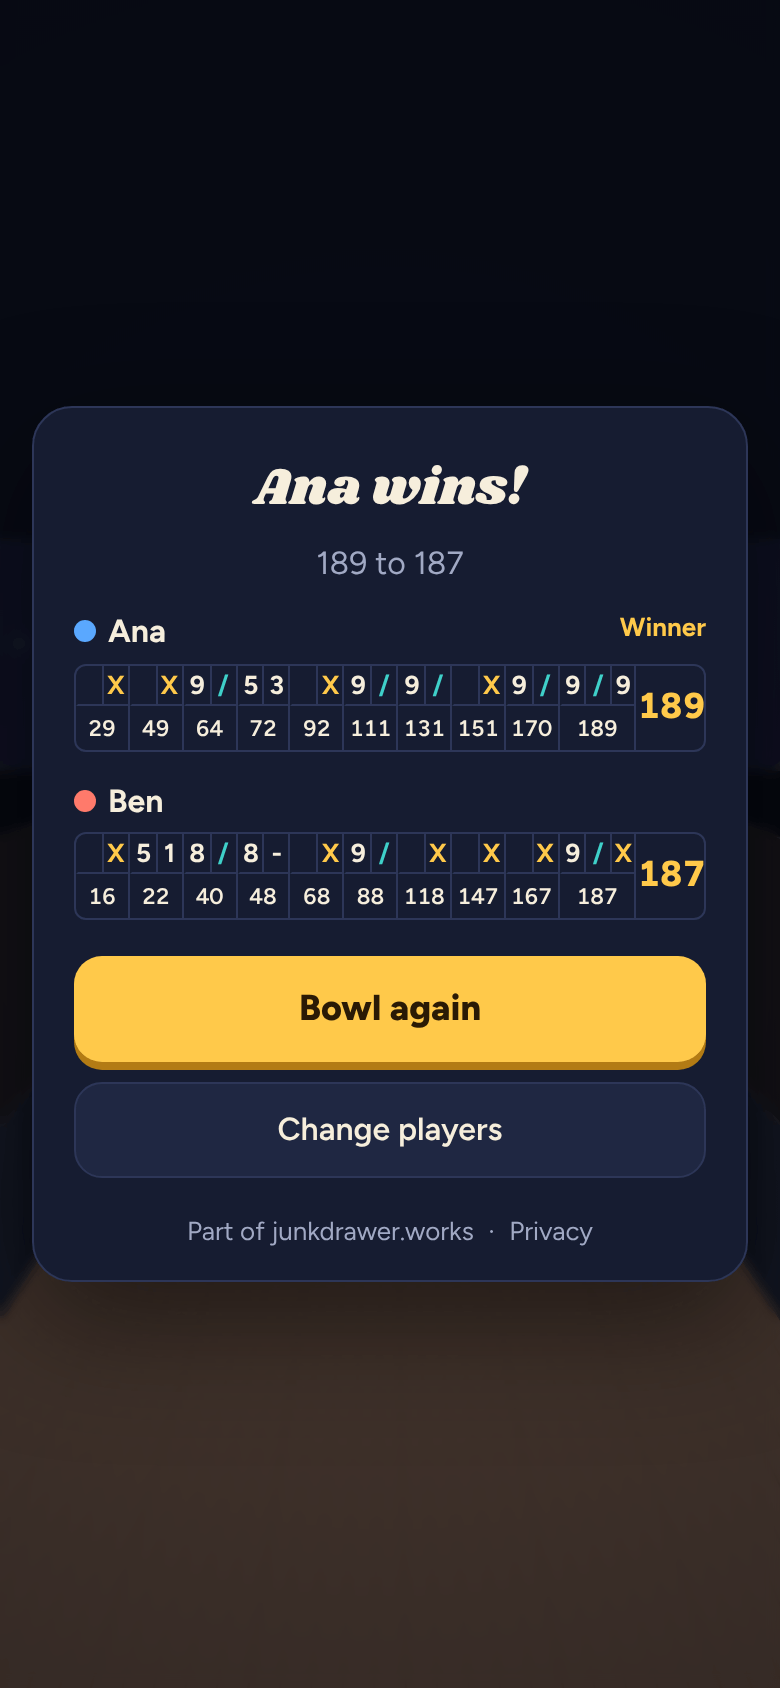 Ana wins!
189 to 187
Ana Winner
X X 9 / 5 3 X 9 / 9 / X 9 / 9 / 9 189
29 49 64 72 92 111 131 151 170 189
Ben
X 5 1 8 / 8 - X 9 / X X X 9 / X 187
16 22 40 48 68 88 118 147 167 187
Bowl again
Change players
Part of junkdrawer.works · Privacy